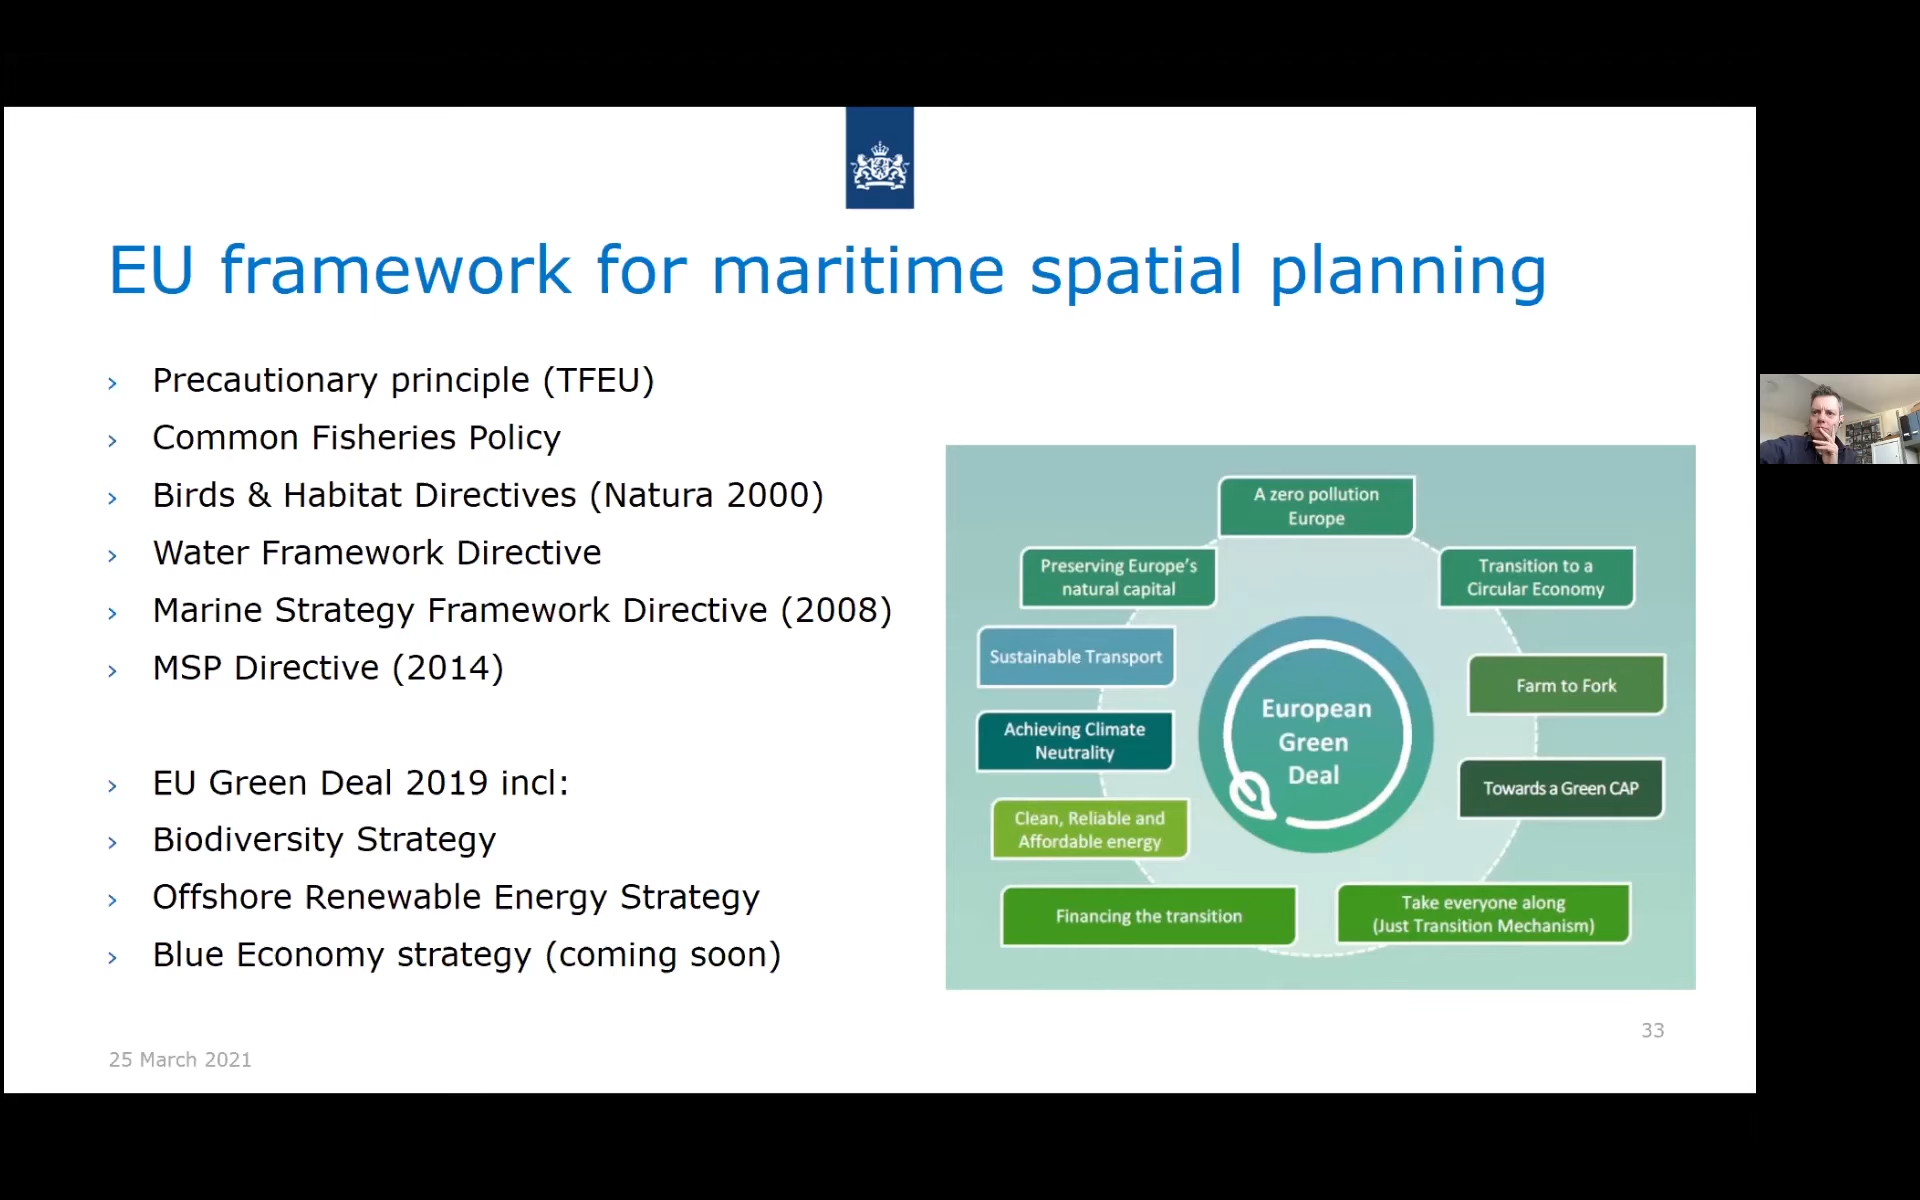 EU framework for maritime spatial planning
› Precautionary principle (TFEU)
› Common Fisheries Policy
› Birds & Habitat Directives (Natura 2000)
› Water Framework Directive
› Marine Strategy Framework Directive (2008)
› MSP Directive (2014)
› EU Green Deal 2019 incl:
› Biodiversity Strategy
› Offshore Renewable Energy Strategy
› Blue Economy strategy (coming soon)
A zero pollution
Europe
Preserving Europe's
natural capital
Transition to a
Circular Economy
Sustainable Transport
Farm to Fork
Achieving Climate
Neutrality
European
Green
Deal
Towards a Green CAP
Clean, Reliable and
Affordable energy
Financing the transition
Take everyone along
(Just Transition Mechanism)
33
25 March 2021